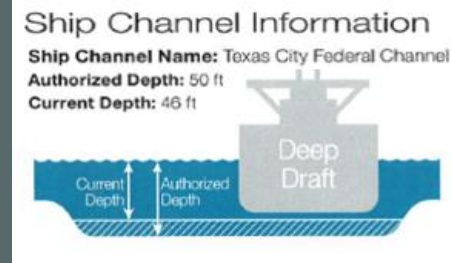 Ship Channel Information
Ship Channel Name: Texas City Federal Channel
Authorized Depth: 50 ft
Current Depth: 46 ft
Deep
Draft
Current
Depth
Authorized
Depth